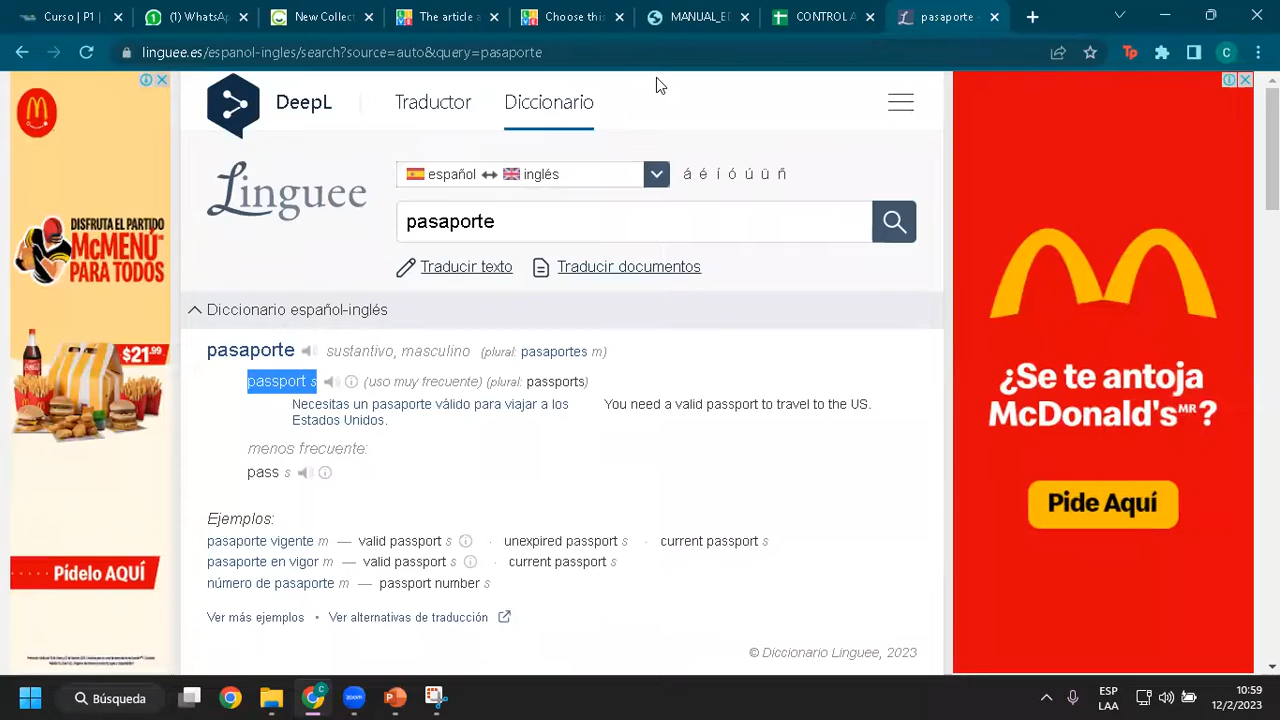 Curso | P1
(1) WhatsA
New Collec
The article a
Choose this
MANUAL_E
CONTROL A
pasaporte
linguee.es/espanol-ingles/search?source=auto&query=pasaporte
C
DeepL
Traductor
Diccionario
Linguee
español ↔ inglés
á é í ó ú ü ñ
pasaporte
Traducir texto
Traducir documentos
Diccionario español-inglés
pasaporte sustantivo, masculino (plural: pasaportes m)
passport s (uso muy frecuente) (plural: passports)
Necesitas un pasaporte válido para viajar a los You need a valid passport to travel to the US.
Estados Unidos.
menos frecuente:
pass s
Ejemplos:
pasaporte vigente m — valid passport s · unexpired passport s · current passport s
pasaporte en vigor m — valid passport s · current passport s
número de pasaporte m — passport number s
Ver más ejemplos • Ver alternativas de traducción
© Diccionario Linguee, 2023
DISFRUTA EL PARTIDO
McMENÚ
PARA TODOS
$21.99
Pídelo AQUÍ
¿Se te antoja
McDonald's MR ?
Pide Aquí
Búsqueda
zoom
ESP
LAA
10:59
12/2/2023